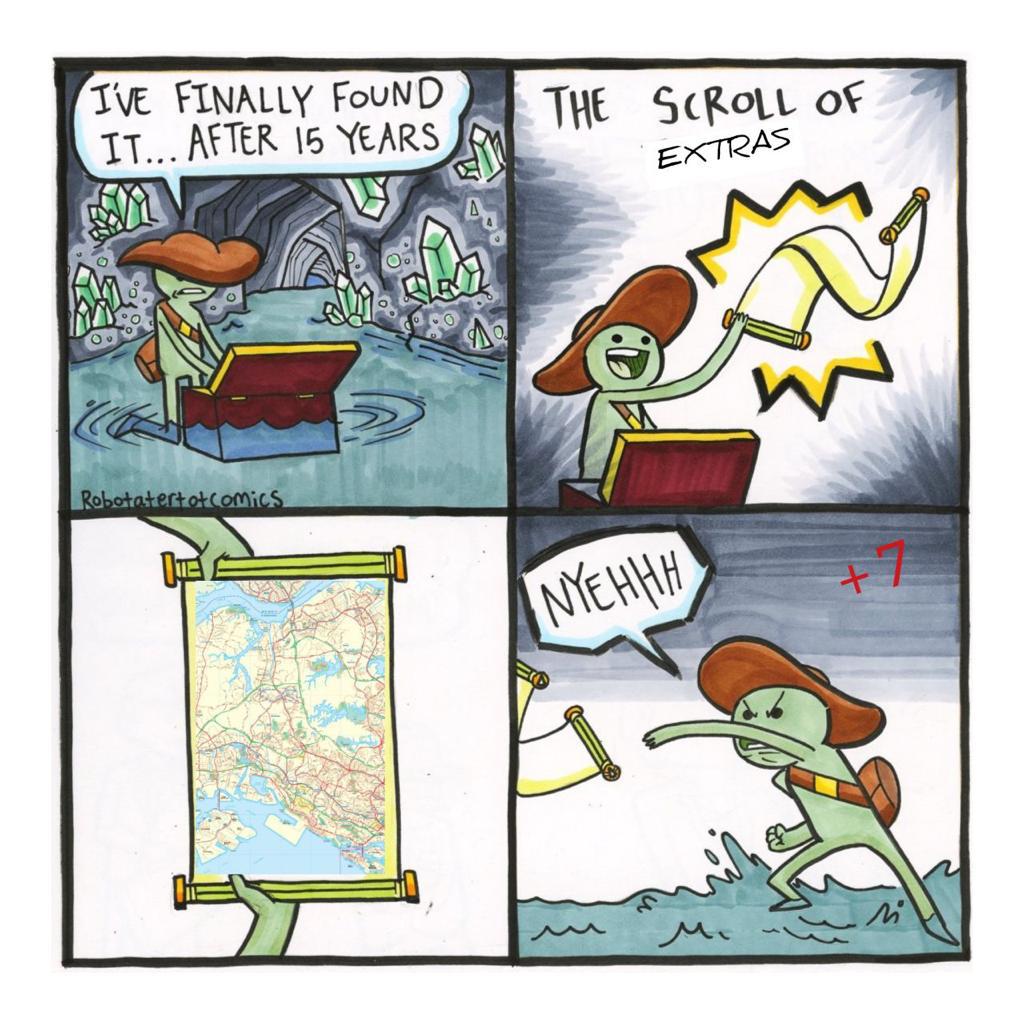 I'VE FINALLY FOUND
IT... AFTER 15 YEARS
THE SCROLL OF
EXTRAS
Robotatertotcomics
NYEHHH
+7